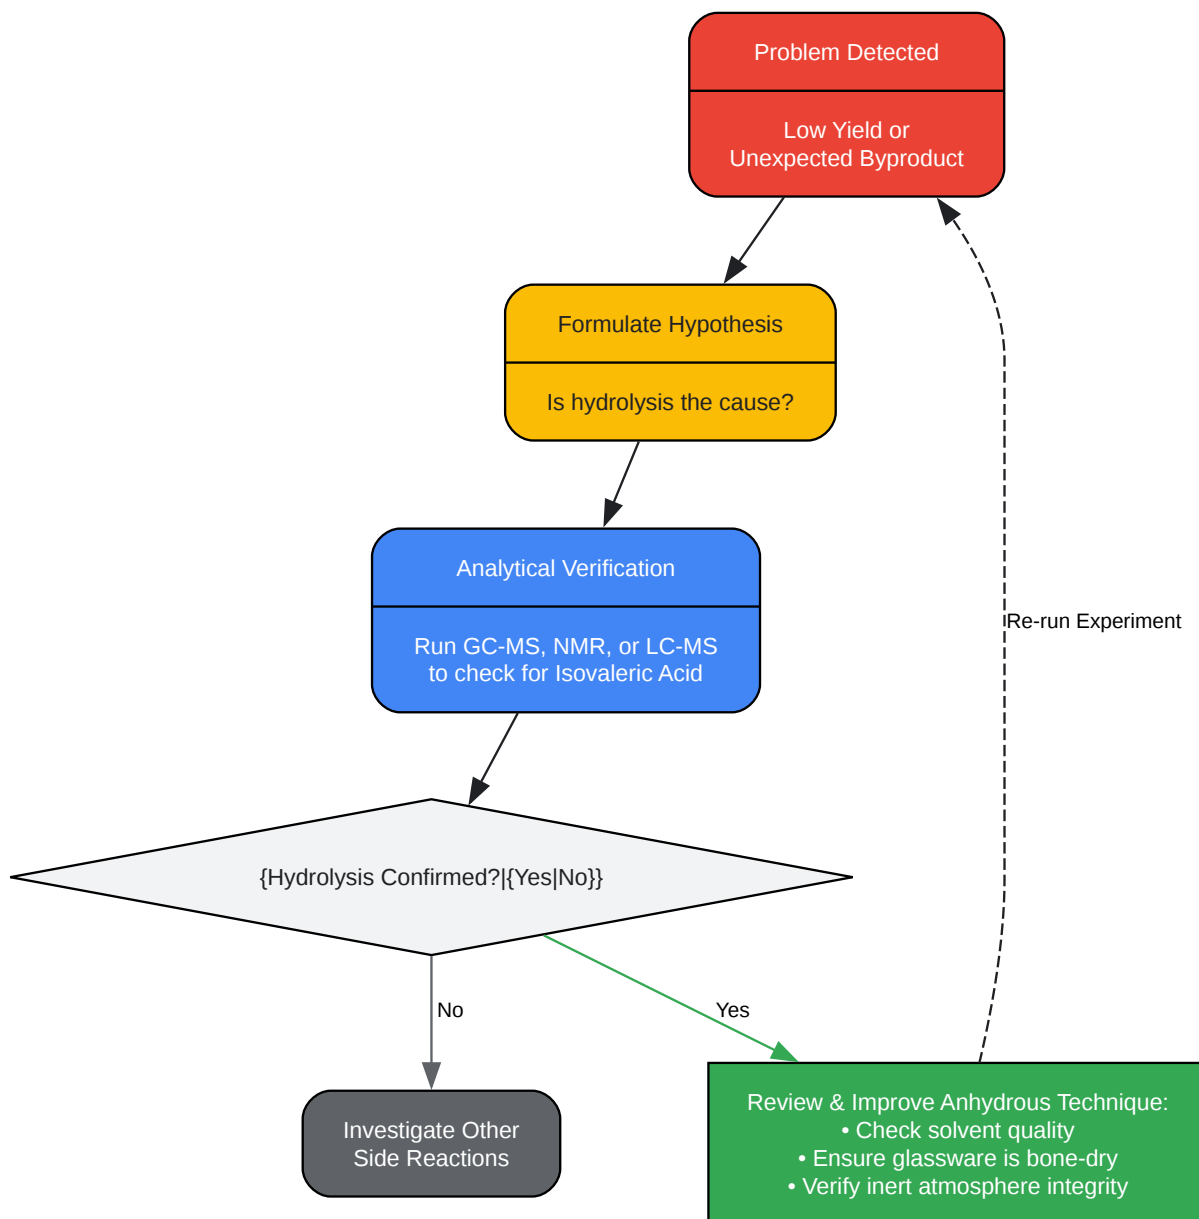 Problem Detected
Low Yield or
Unexpected Byproduct
Formulate Hypothesis
Is hydrolysis the cause?
Analytical Verification
Run GC-MS, NMR, or LC-MS
to check for Isovaleric Acid
Re-run Experiment
{Hydrolysis Confirmed?|{Yes|No}}
No
Yes
Investigate Other
Side Reactions
Review & Improve Anhydrous Technique:
• Check solvent quality
• Ensure glassware is bone-dry
• Verify inert atmosphere integrity